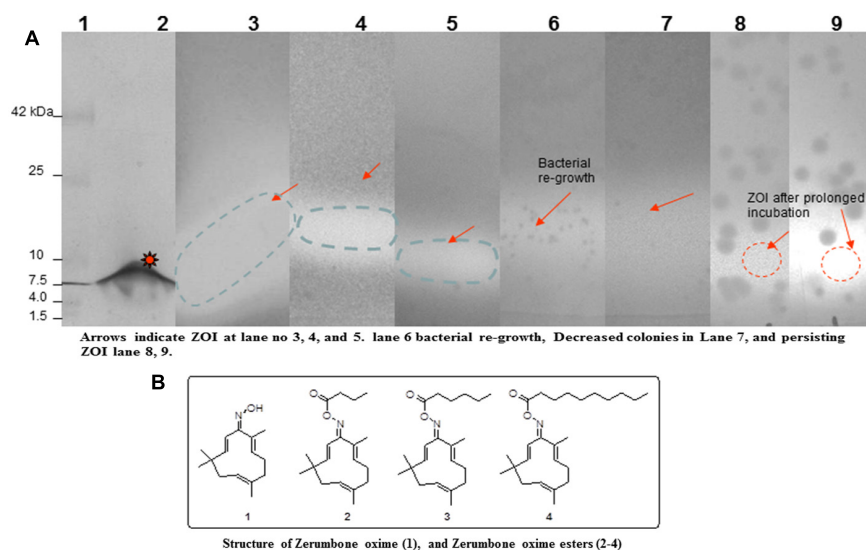 1 2 3 4 5 6 7 8 9
A
42 kDa
25
10
7.5
4.0
1.5
Bacterial
re-growth
ZOI after prolonged
incubation
Arrows indicate ZOI at lane no 3, 4, and 5. lane 6 bacterial re-growth, Decreased colonies in Lane 7, and persisting
ZOI lane 8, 9.
B
N OH
O
O N
O
O N
O
O N
1 2 3 4
Structure of Zerumbone oxime (1), and Zerumbone oxime esters (2-4)